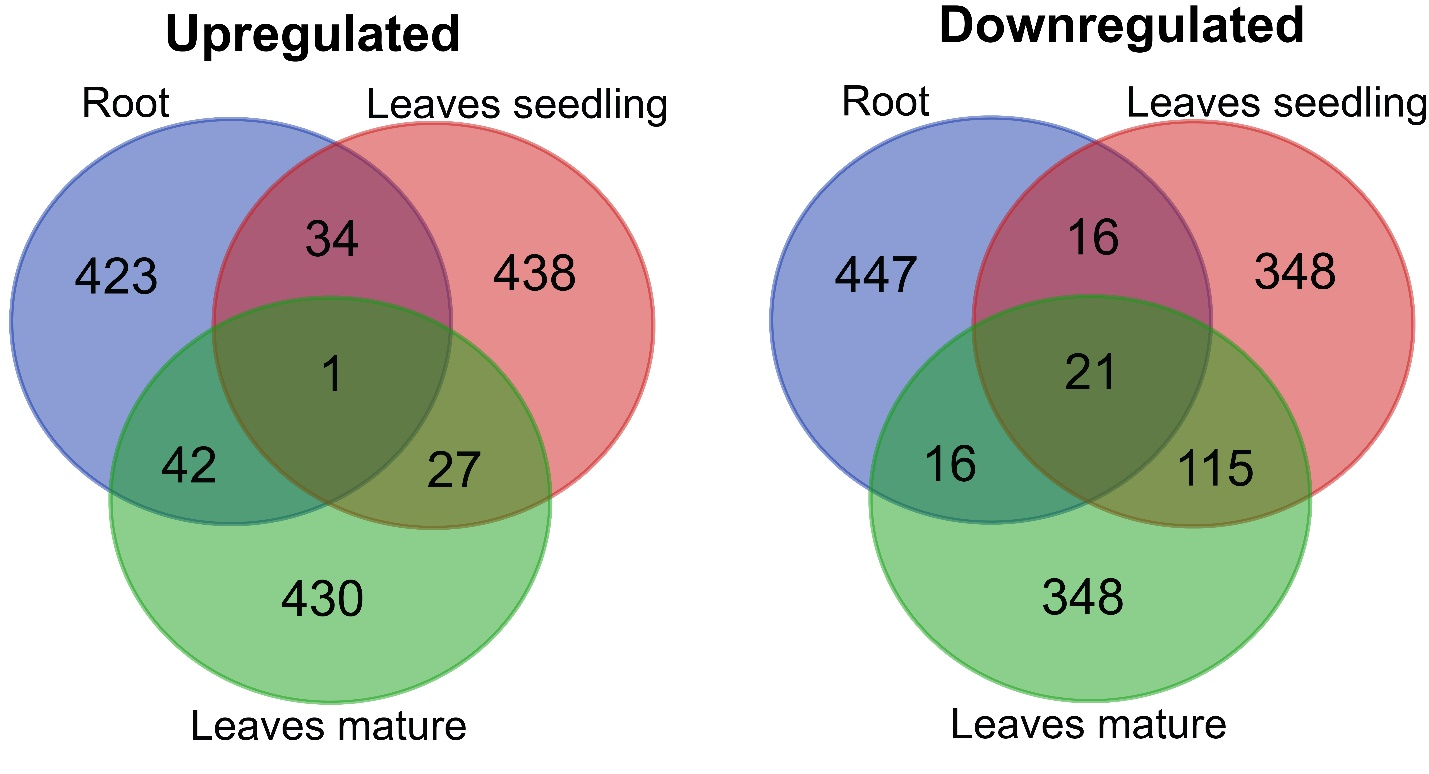 Upregulated
Root
Leaves seedling
34
423
438
1
42
27
430
Leaves mature
Downregulated
Root
Leaves seedling
16
447
348
21
16
115
348
Leaves mature